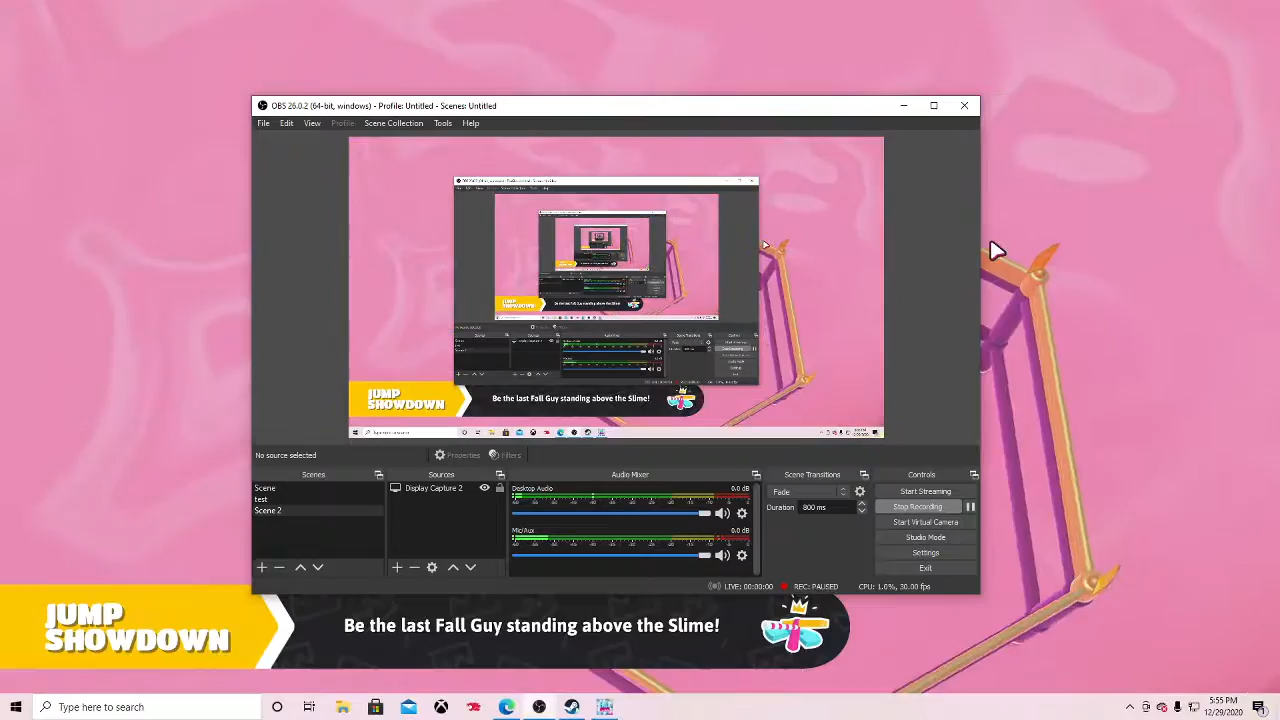 OBS 26.0.2 (64-bit, windows) - Profile: Untitled - Scenes: Untitled
File Edit View Profile Scene Collection Tools Help
JUMP
SHOWDOWN
Be the last Fall Guy standing above the Slime!
No source selected
Properties Filters
Scenes Sources Audio Mixer Scene Transitions Controls
Scene
test
Scene 2
Display Capture 2
Desktop Audio 0.0 dB
Mic/Aux 0.0 dB
Fade
Duration 800 ms
Start Streaming
Stop Recording
Start Virtual Camera
Studio Mode
Settings
Exit
LIVE: 00:00:00 REC: PAUSED CPU: 1.0%, 30.00 fps
JUMP
SHOWDOWN
Be the last Fall Guy standing above the Slime!
Type here to search
5:55 PM
12/29/2020